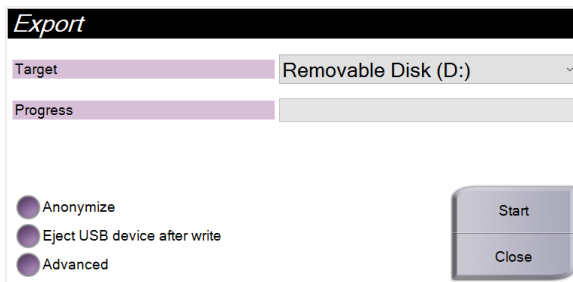 Export
Target
Removable Disk (D:)
Progress
Anonymize
Eject USB device after write
Advanced
Start
Close